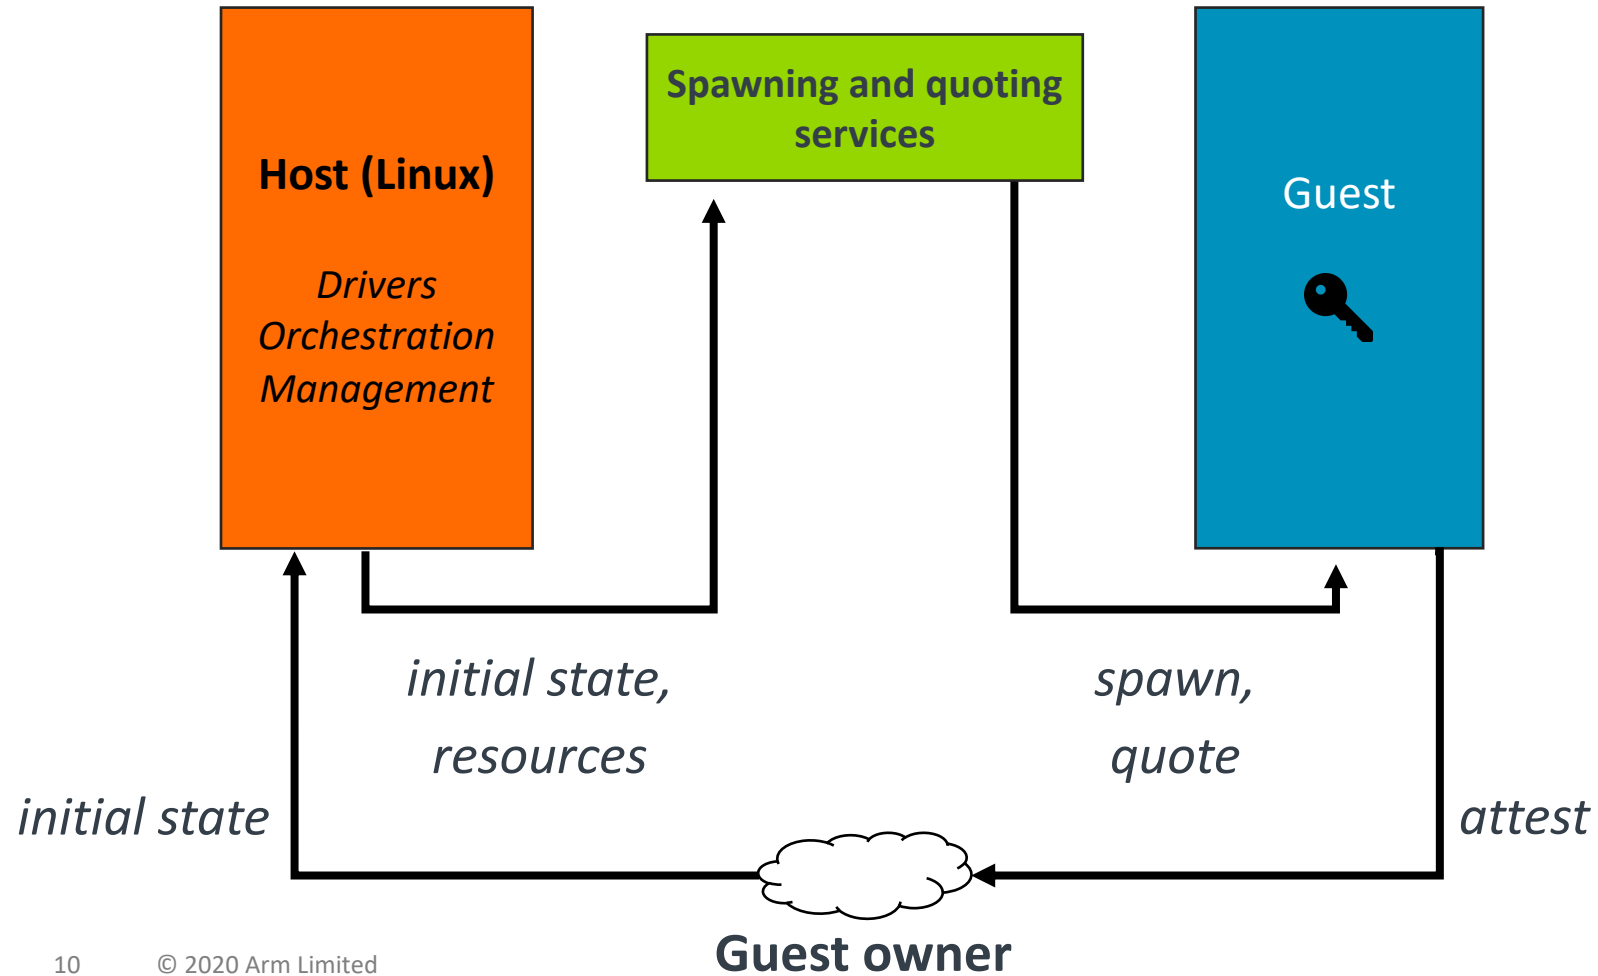 Host (Linux)
Drivers
Orchestration
Management
Spawning and quoting
services
Guest
initial state,
resources
spawn,
quote
initial state
attest
Guest owner
10 © 2020 Arm Limited